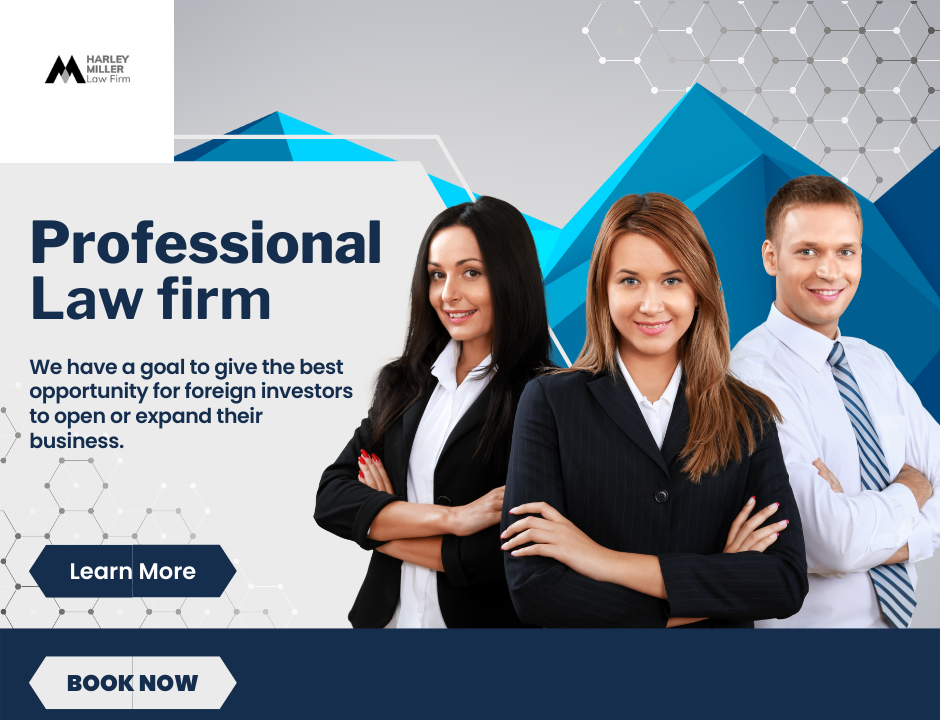 HARLEY
MILLER
Law Firm
Professional
Law firm
We have a goal to give the best
opportunity for foreign investors
to open or expand their
business.
Learn More
BOOK NOW